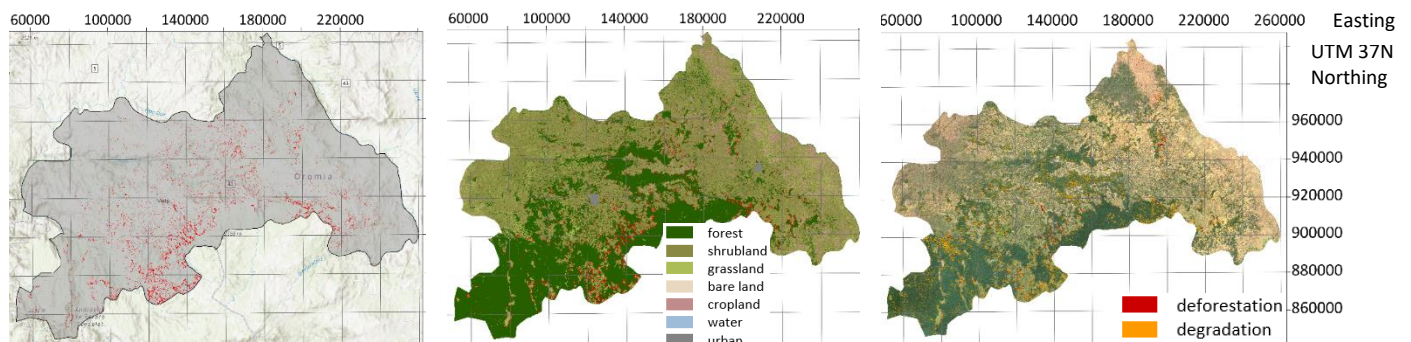 60000 100000 140000 180000 220000
Oromia
60000 100000 140000 180000 220000
forest
shrubland
grassland
bare land
cropland
water
urban
60000 100000 140000 180000 220000 260000
Easting
UTM 37N
Northing
960000
940000
920000
900000
880000
860000
deforestation
degradation